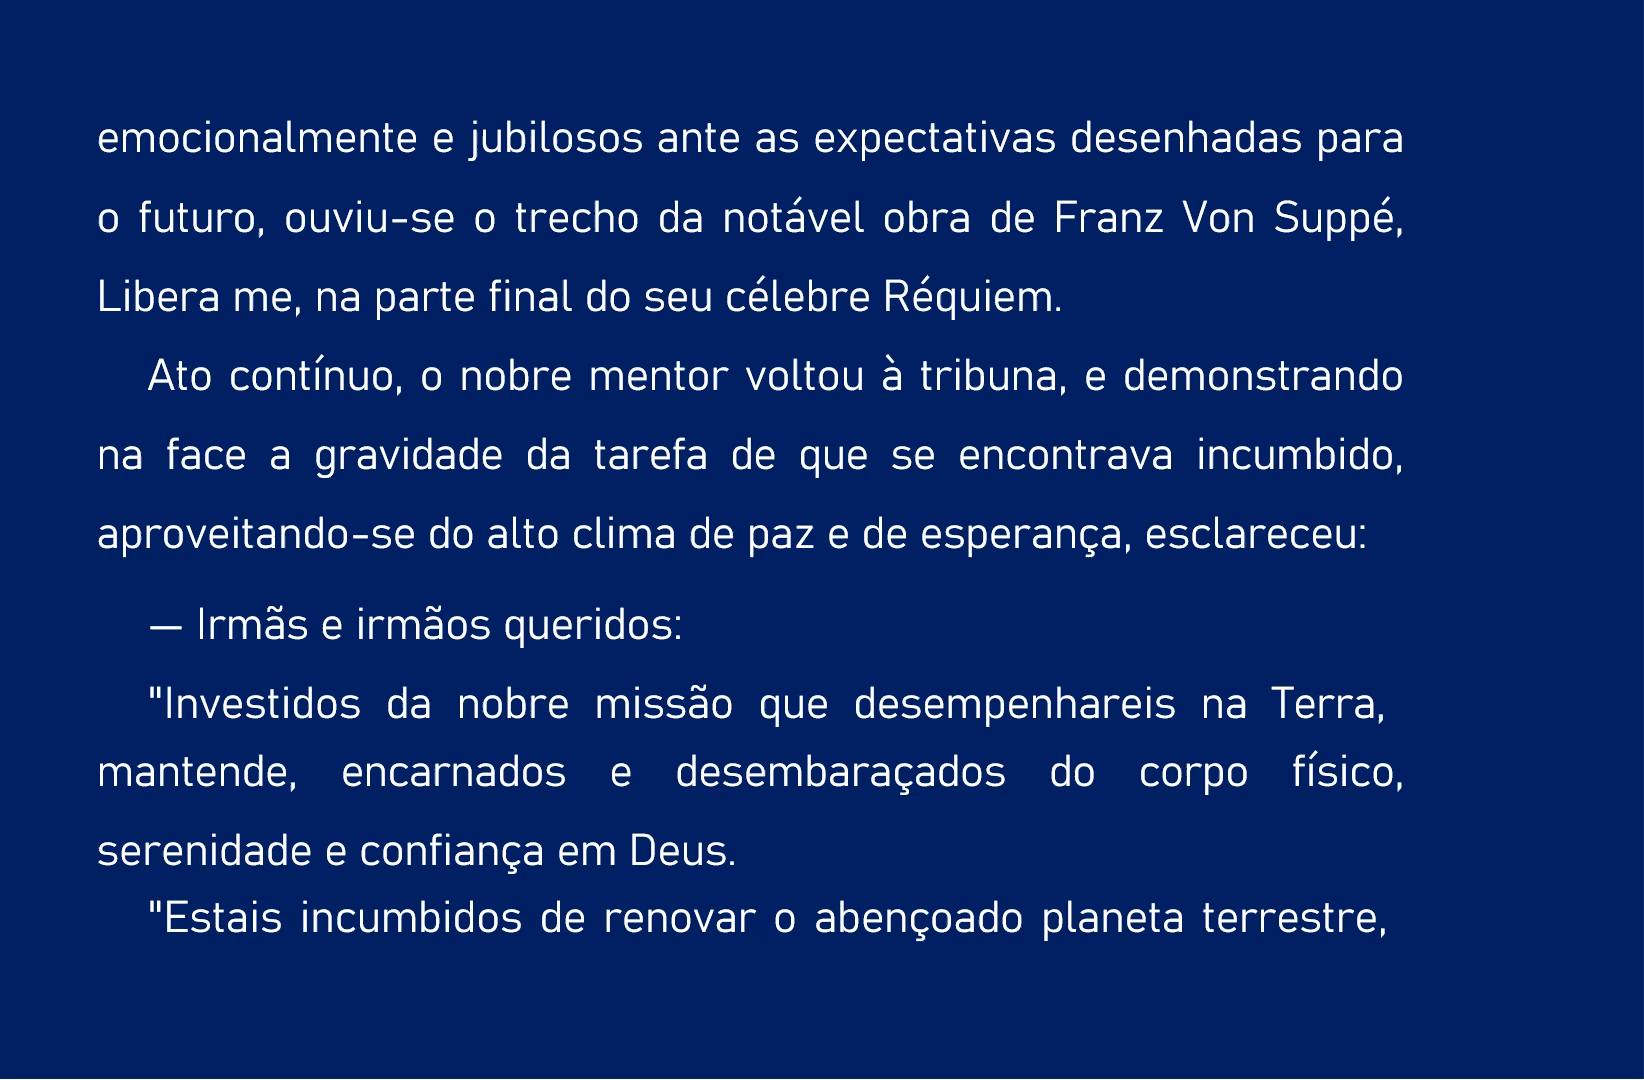 emocionalmente e jubilosos ante as expectativas desenhadas para
o futuro, ouviu-se o trecho da notável obra de Franz Von Suppé,
Libera me, na parte final do seu célebre Réquiem.
Ato contínuo, o nobre mentor voltou à tribuna, e demonstrando
na face a gravidade da tarefa de que se encontrava incumbido,
aproveitando-se do alto clima de paz e de esperança, esclareceu:
— Irmãs e irmãos queridos:
"Investidos da nobre missão que desempenhareis na Terra,
mantende, encarnados e desembaraçados do corpo físico,
serenidade e confiança em Deus.
"Estais incumbidos de renovar o abençoado planeta terrestre,